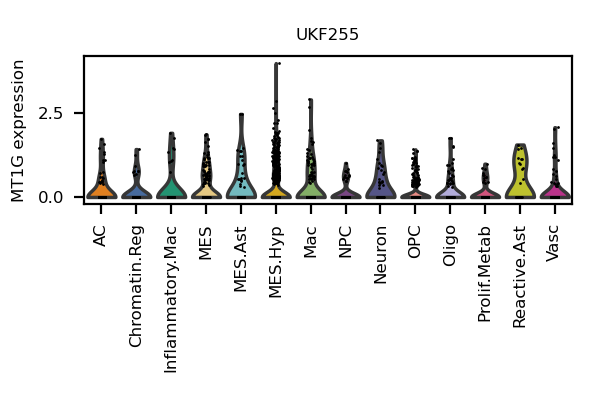 UKF255
MT1G expression
2.5
0.0
AC
Chromatin.Reg
Inflammatory.Mac
MES
MES.Ast
MES.Hyp
Mac
NPC
Neuron
OPC
Oligo
Prolif.Metab
Reactive.Ast
Vasc